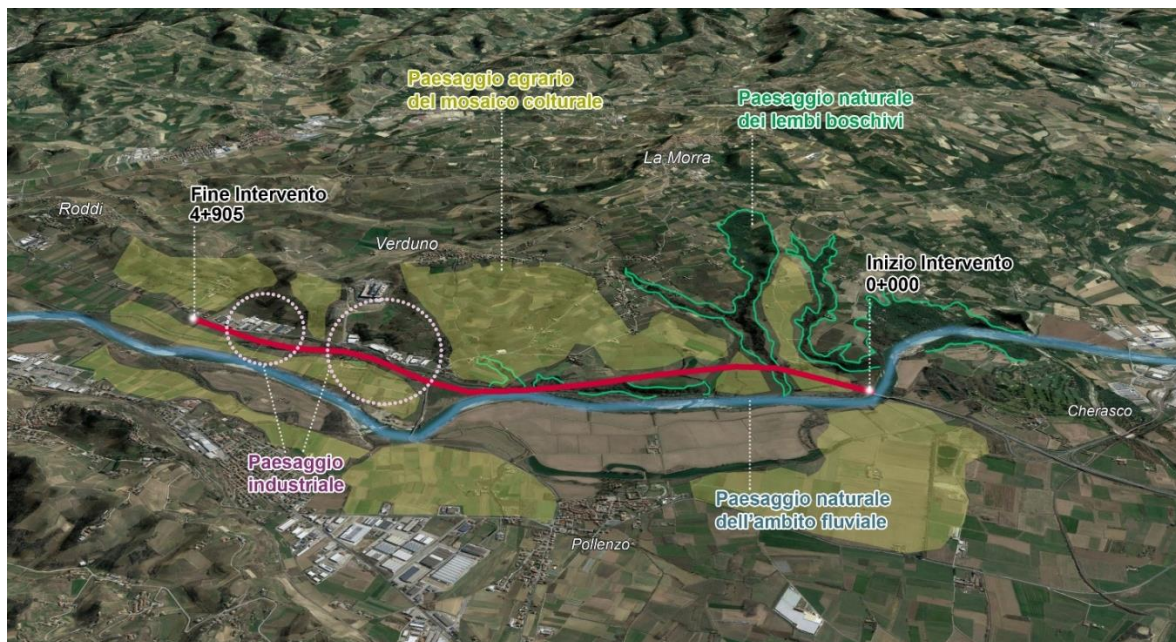 Paesaggio agrario
del mosaico colturale
Paesaggio naturale
dei lembi boschivi
La Morra
Fine Intervento
4+905
Roddi
Verduno
Inizio Intervento
0+000
Cherasco
Paesaggio
industriale
Paesaggio naturale
dell'ambito fluviale
Pollenzo